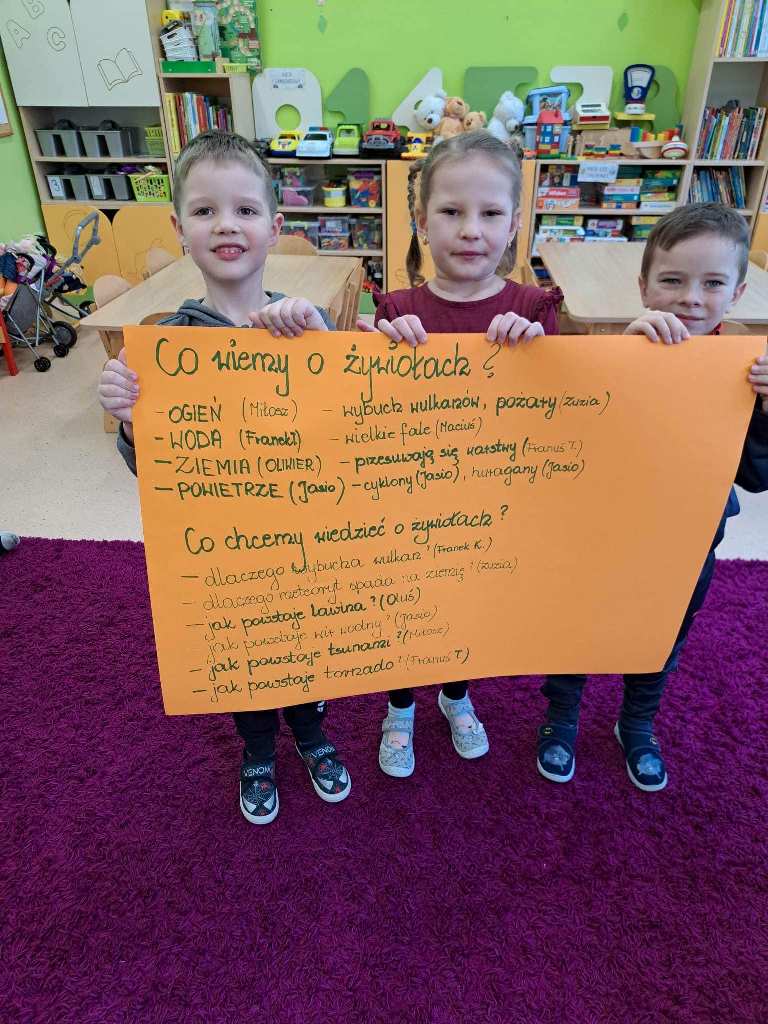 Co wiemy o żywiołach?
- OGIEŃ (Miłosz) - wybuch wulkanów, pożary (Zuzia)
- WODA (Franek) - wielkie fale (Maciuś)
- ZIEMIA (OLIWIER) - przesuwają się warstwy (Franuś T.)
- POWIETRZE (Jasio) - cyklony (Jasio), huragany (Jasio)
Co chcemy wiedzieć o żywiołach?
- dlaczego wybucha wulkan? (Franek K.)
- dlaczego meteoryt spada na ziemię? (Zuzia)
- jak powstaje lawina? (Oluś)
- jak powstaje wir wodny? (Jasio)
- jak powstaje tsunami? (Miłosz)
- jak powstaje tornado? (Franuś T.)
A B C